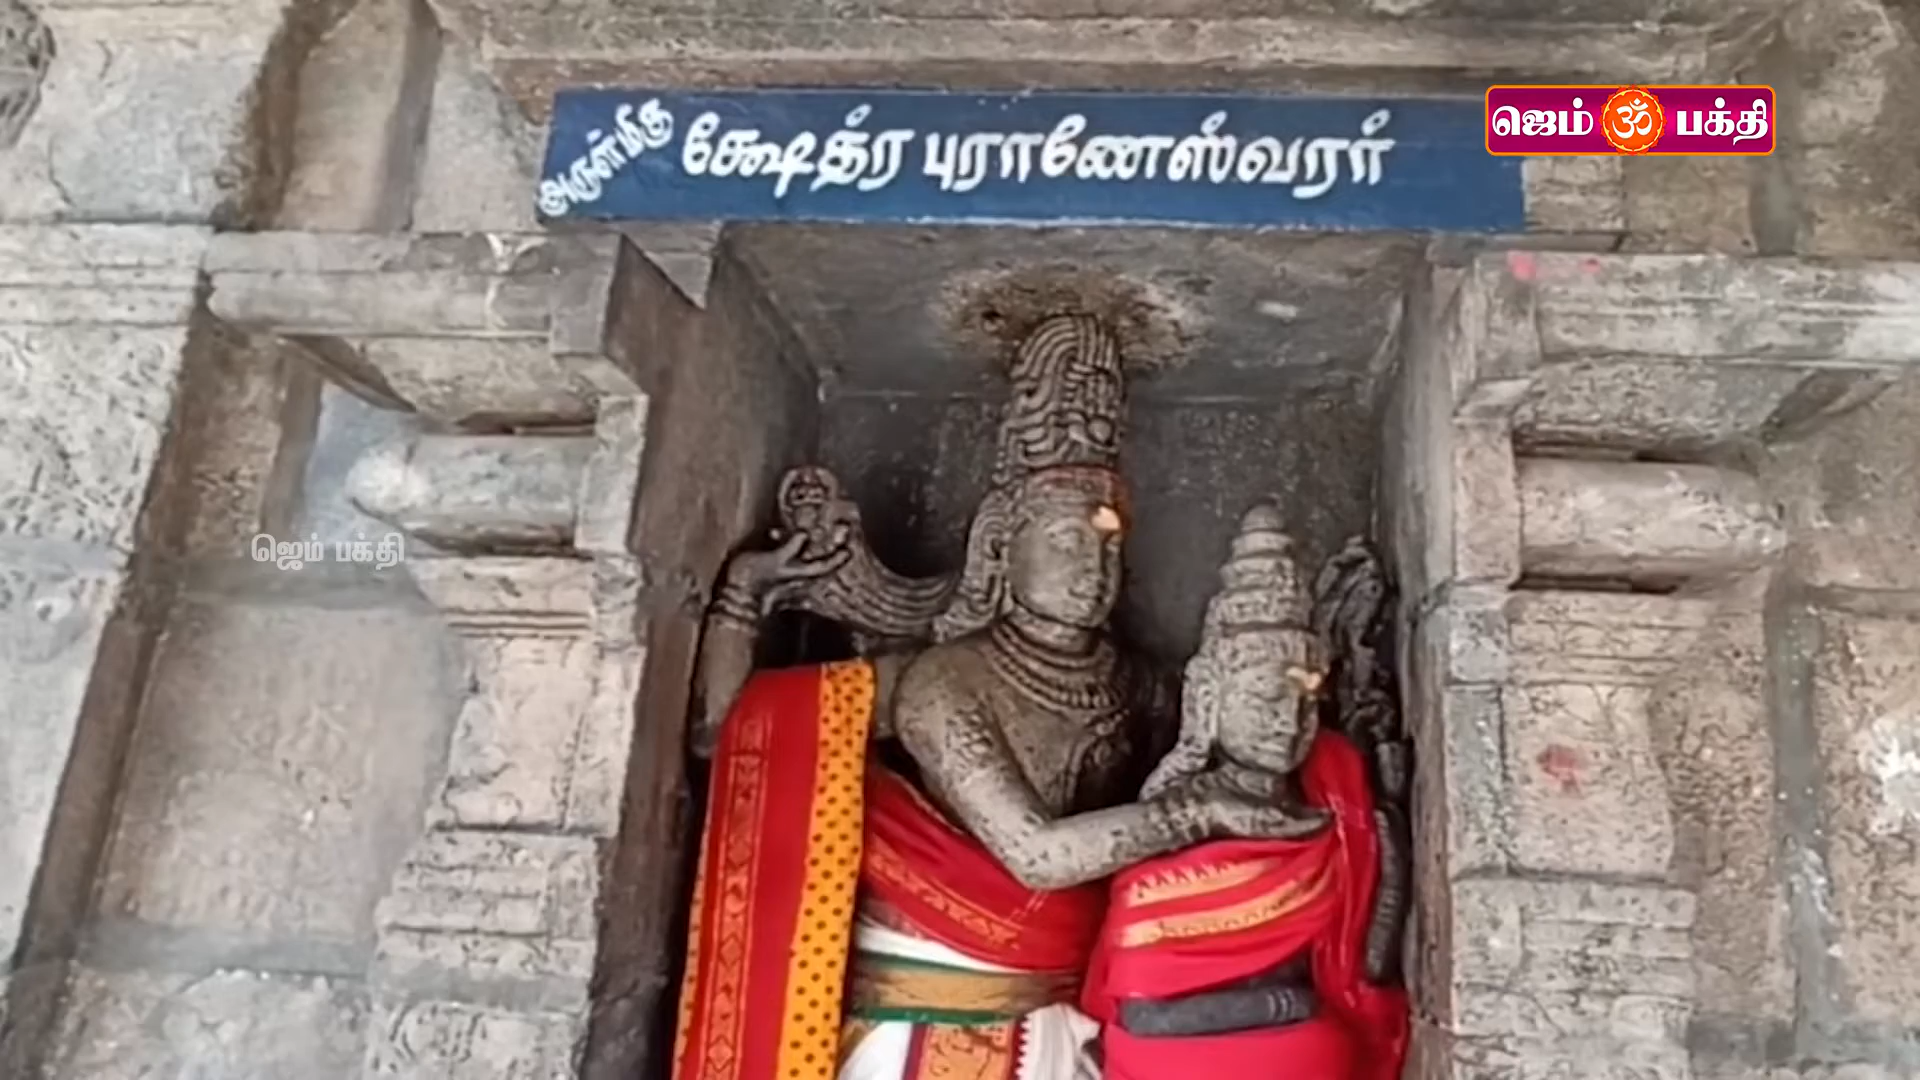 அருள்மிகு க்ஷேத்ர புராணேஸ்வரர்
ஜெம் ॐ பக்தி
ஜெம் பக்தி